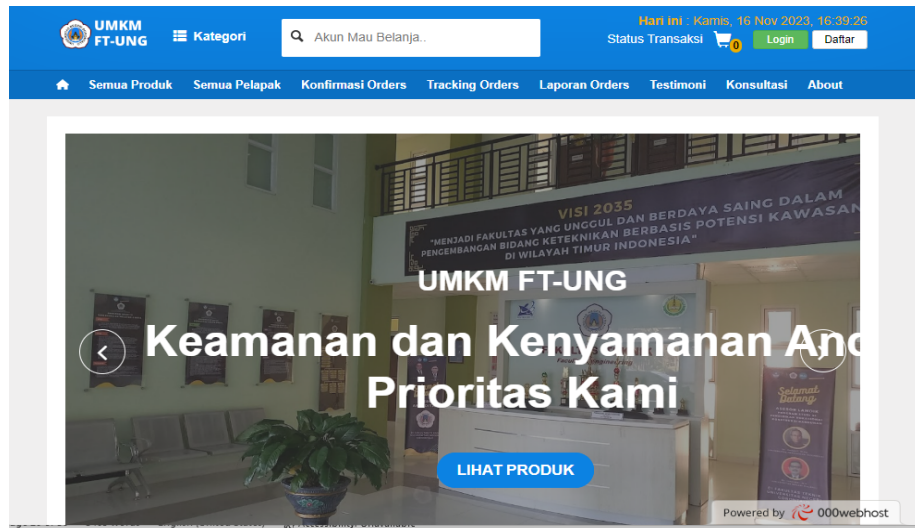 UMKM
FT-UNG
Kategori
Akun Mau Belanja..
Hari ini : Kamis, 16 Nov 2023, 16:39:26
Status Transaksi 0 Login Daftar
Semua Produk Semua Pelapak Konfirmasi Orders Tracking Orders Laporan Orders Testimoni Konsultasi About
VISI 2035
"MENJADI FAKULTAS YANG UNGGUL DAN BERDAYA SAING DALAM
PENGEMBANGAN BIDANG KETEKNIKAN BERBASIS POTENSI KAWASAN
DI WILAYAH TIMUR INDONESIA"
UMKM FT-UNG
Keamanan dan Kenyamanan And
Prioritas Kami
Selamat
Datang
LIHAT PRODUK
Powered by 000webhost